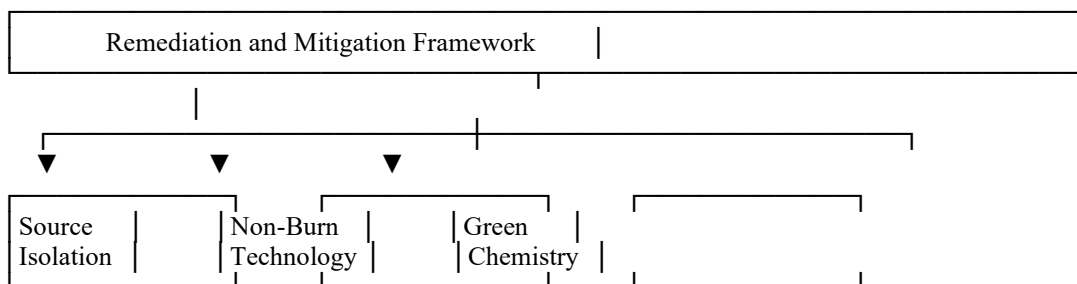 Remediation and Mitigation Framework
Source Non-Burn Green
Isolation Technology Chemistry